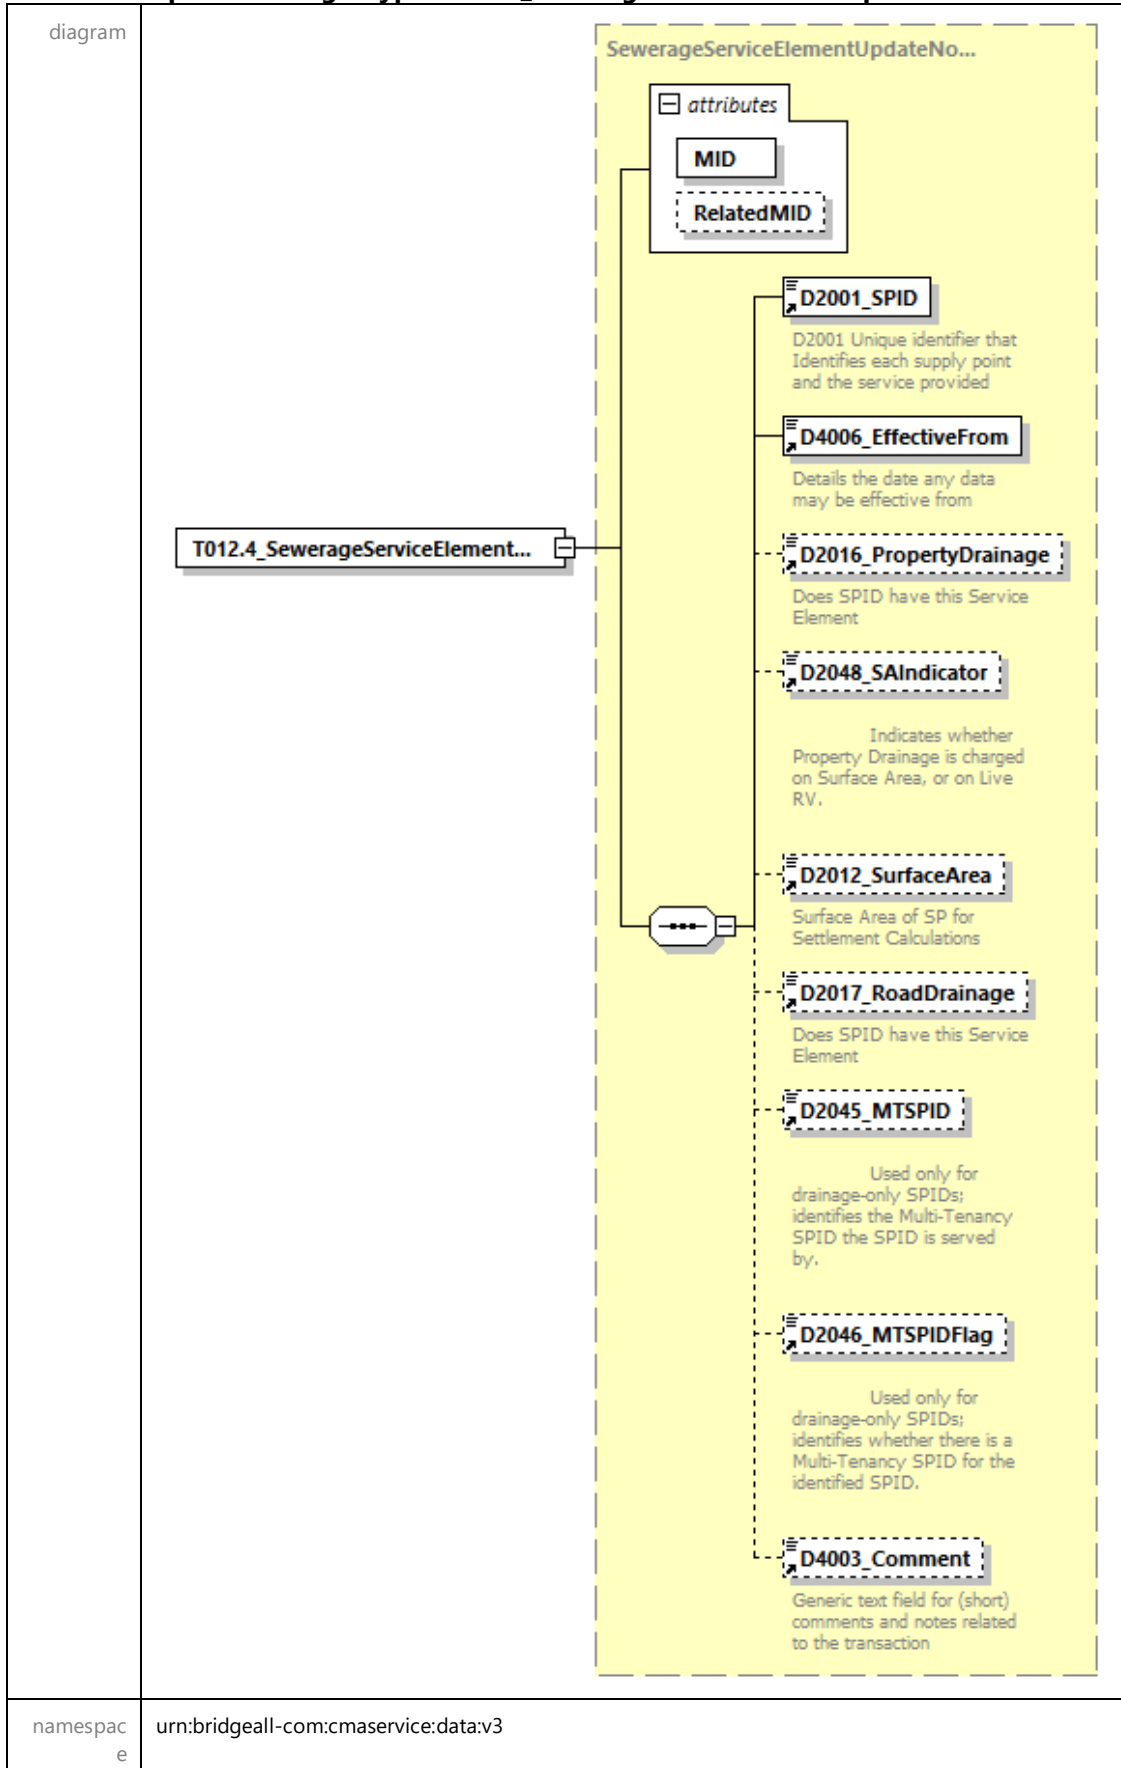 diagram
SewerageServiceElementUpdateNo...
attributes
MID
RelatedMID
D2001_SPID
D2001 Unique identifier that
Identifies each supply point
and the service provided
D4006_EffectiveFrom
Details the date any data
may be effective from
T012.4_SewerageServiceElement...
D2016_PropertyDrainage
Does SPID have this Service
Element
D2048_SAIndicator
Indicates whether
Property Drainage is charged
on Surface Area, or on Live
RV.
D2012_SurfaceArea
Surface Area of SP for
Settlement Calculations
D2017_RoadDrainage
Does SPID have this Service
Element
D2045_MTSPID
Used only for
drainage-only SPIDs;
identifies the Multi-Tenancy
SPID the SPID is served
by.
D2046_MTSPIDFlag
Used only for
drainage-only SPIDs;
identifies whether there is a
Multi-Tenancy SPID for the
identified SPID.
D4003_Comment
Generic text field for (short)
comments and notes related
to the transaction
namespac
e
urn:bridgeall-com:cmaservice:data:v3